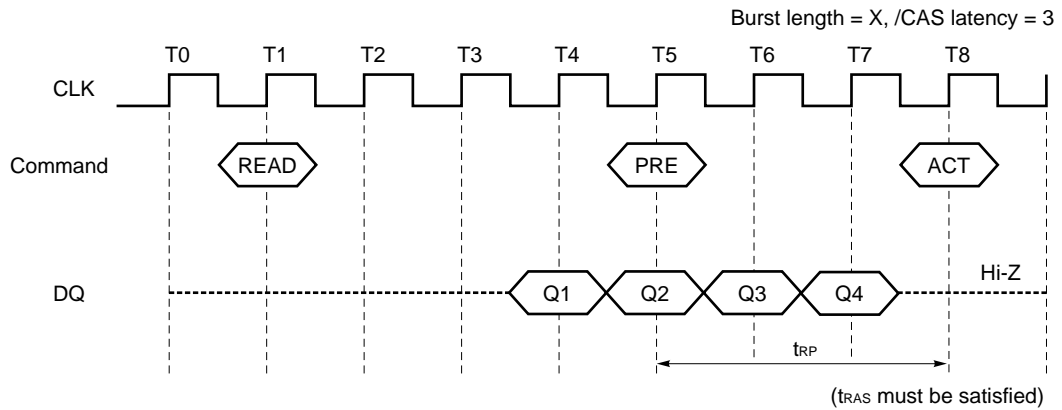 Burst length = X, /CAS latency = 3
T0 T1 T2 T3 T4 T5 T6 T7 T8
CLK
Command READ PRE ACT
Hi-Z
DQ Q1 Q2 Q3 Q4
tRP
(tRAS must be satisfied)